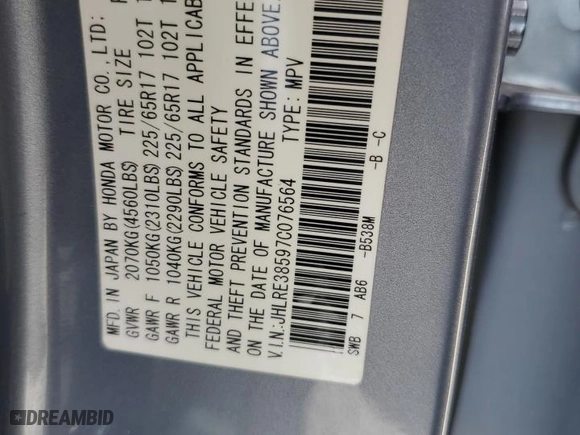 MFD. IN JAPAN BY HONDA MOTOR CO., LTD:
GVWR 2070KG(4560LBS) TIRE SIZE
GAWR F 1050KG(2310LBS) 225/65R17 102T
GAWR R 1040KG(2290LBS) 225/65R17 102T
THIS VEHICLE CONFORMS TO ALL APPLICAB
FEDERAL MOTOR VEHICLE SAFETY
AND THEFT PREVENTION STANDARDS IN EFFE
ON THE DATE OF MANUFACTURE SHOWN ABOVE.
V.I.N.:JHLRE38597C076564 TYPE: MPV
SWB 7 AB6 -B538M -B -C
DREAMBID